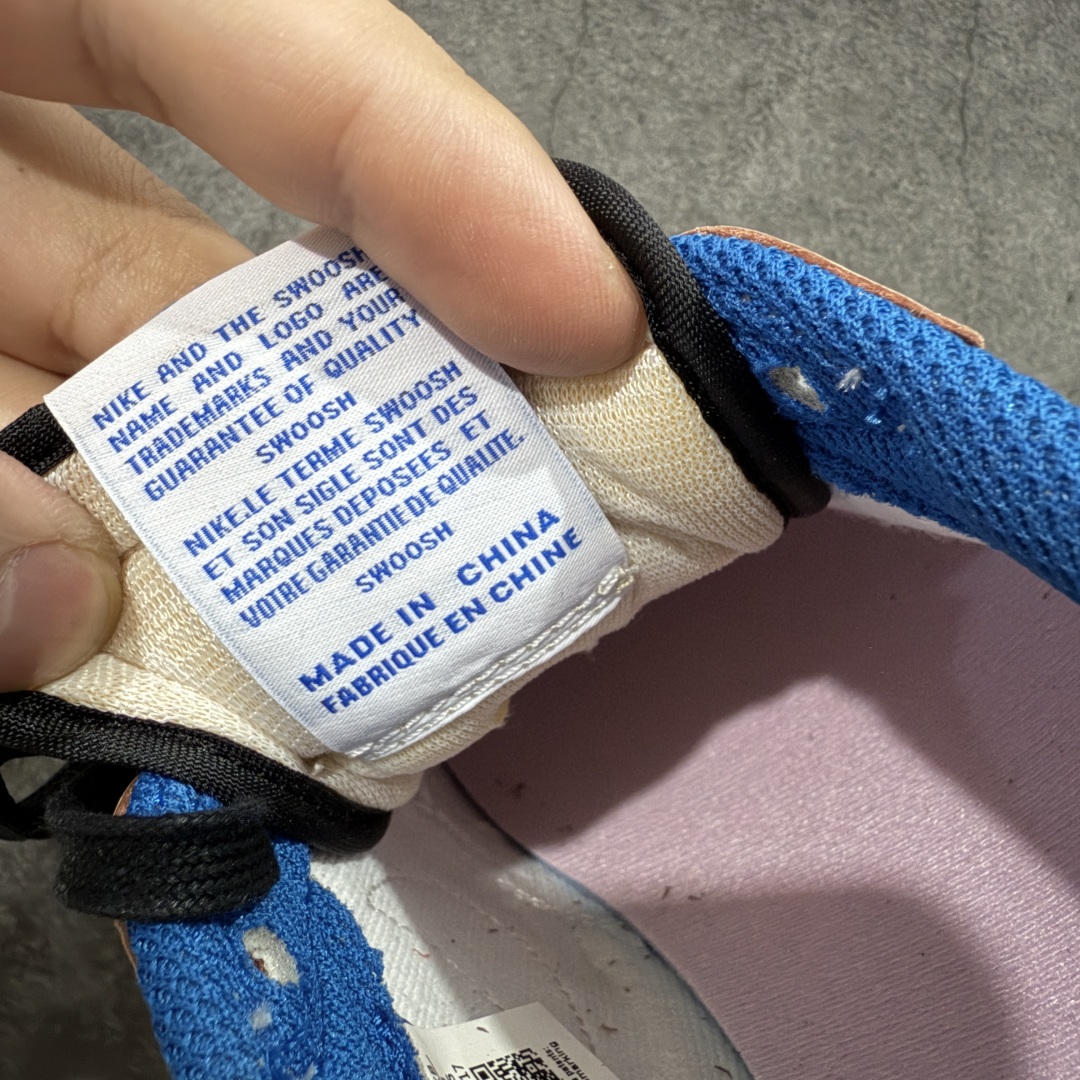 NIKE AND THE SWOOSH
NAME AND LOGO ARE
TRADEMARKS AND YOUR
GUARANTEE OF QUALITY
SWOOSH
NIKE.LE TERME SWOOSH
ET SON SIGLE SONT DES
MARQUES DEPOSEES ET
VOTRE GARANTIE DE QUALITE.
SWOOSH
MADE IN CHINA
FABRIQUE EN CHINE
patents:
marking